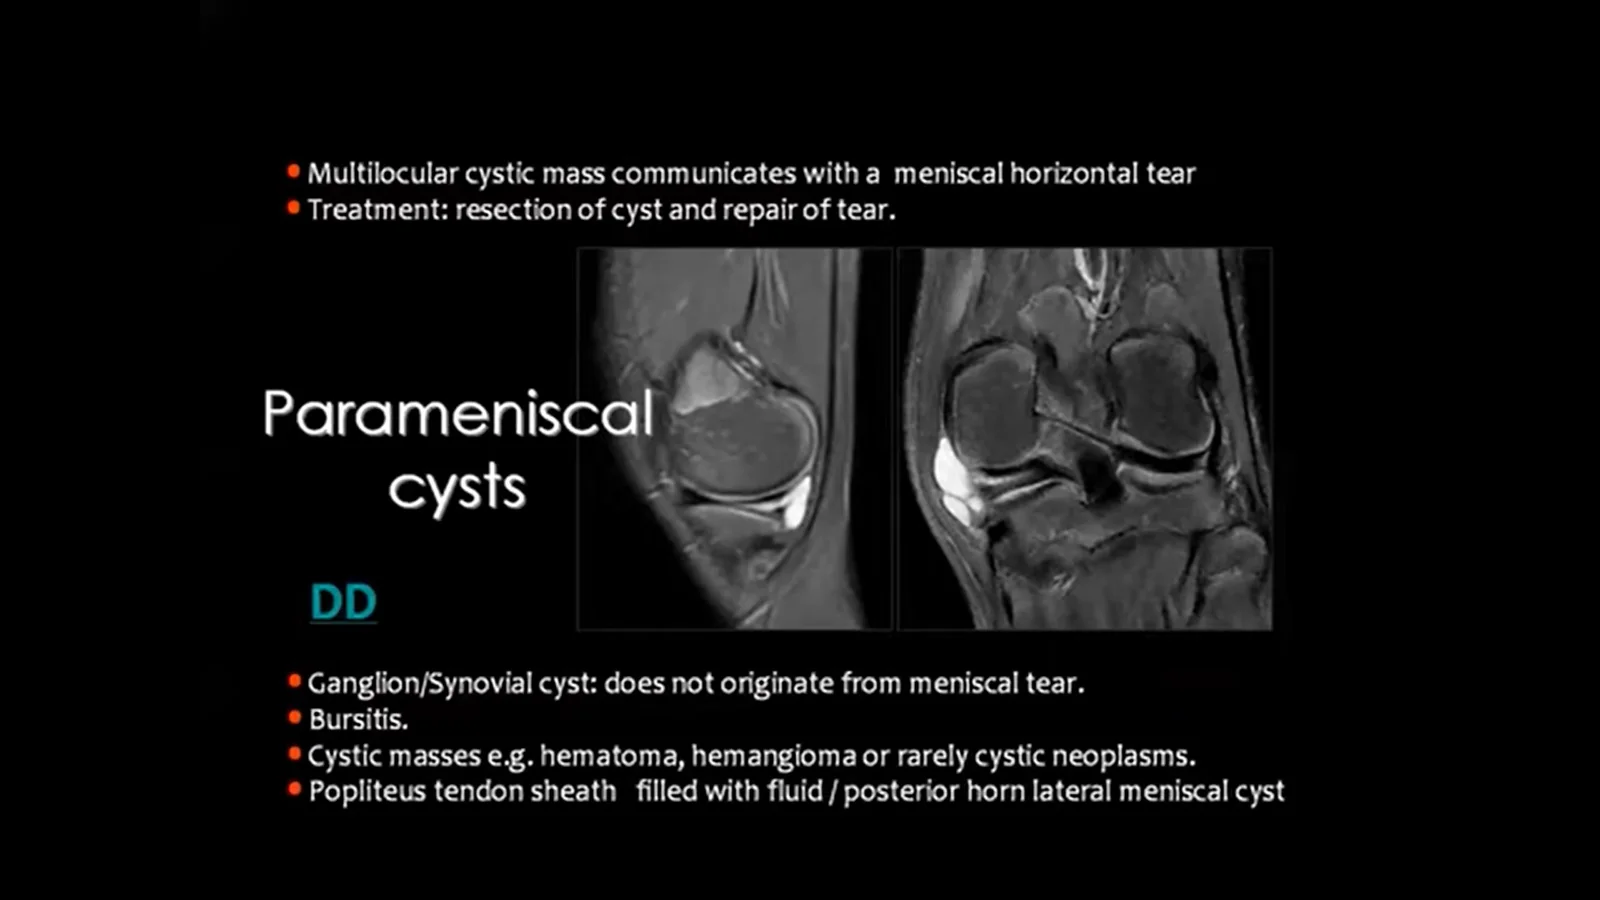 Multilocular cystic mass communicates with a meniscal horizontal tear
Treatment: resection of cyst and repair of tear.
Parameniscal
cysts
DD
Ganglion/Synovial cyst: does not originate from meniscal tear.
Bursitis.
Cystic masses e.g. hematoma, hemangioma or rarely cystic neoplasms.
Popliteus tendon sheath filled with fluid / posterior horn lateral meniscal cyst